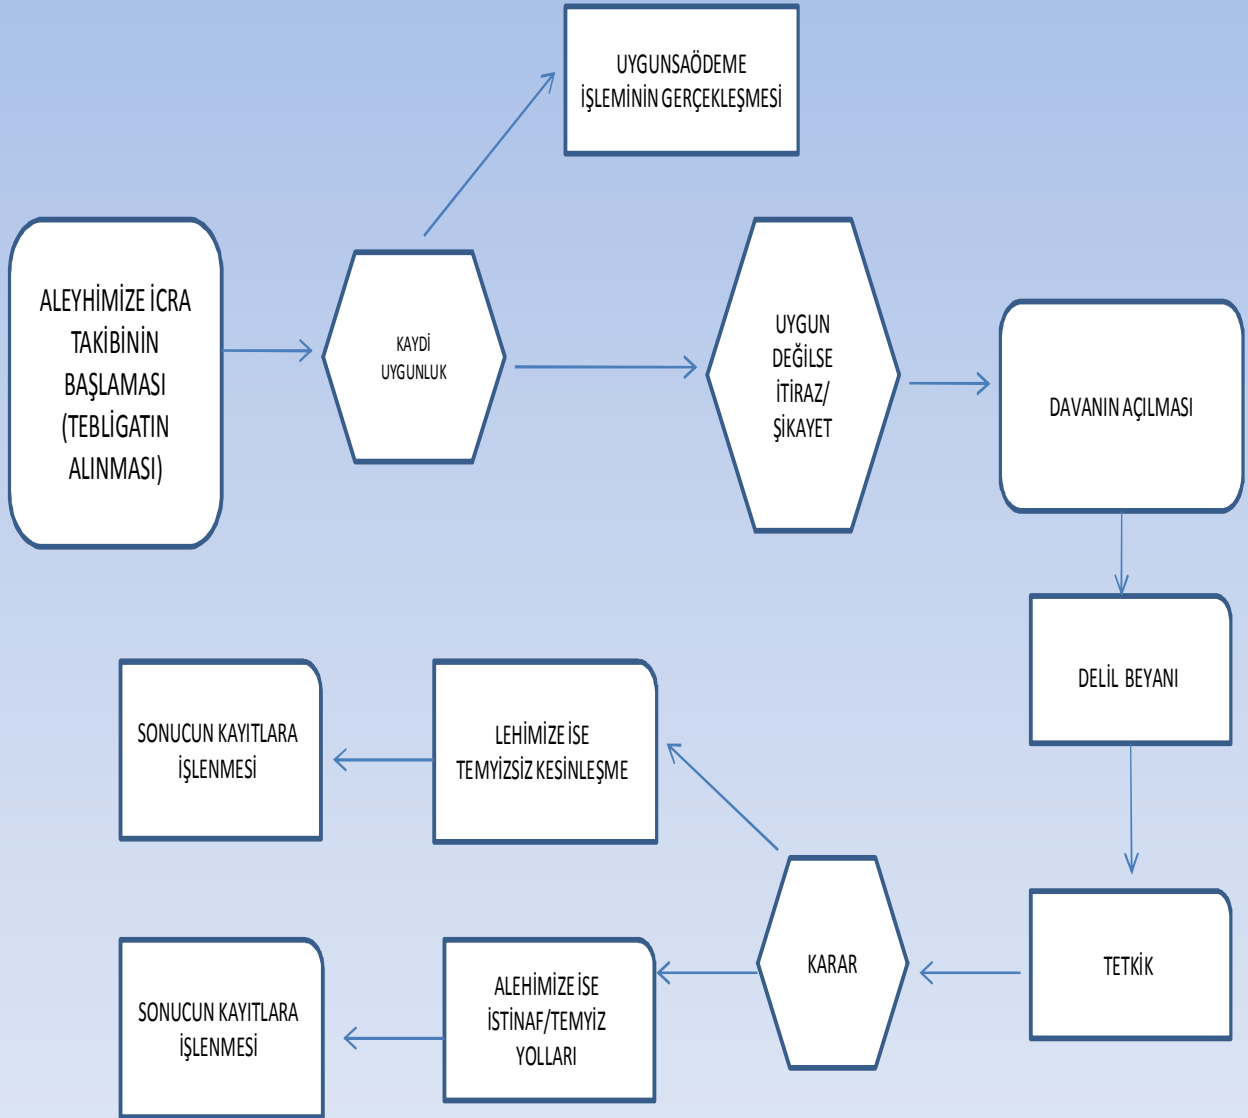 UYGUNSAÖDEME
İŞLEMİNİN GERÇEKLEŞMESİ
ALEYHİMİZE İCRA
TAKİBİNİN
BAŞLAMASI
(TEBLİGATIN
ALINMASI)
KAYDİ
UYGUNLUK
UYGUN
DEĞİLSE
İTİRAZ/
ŞİKAYET
DAVANIN AÇILMASI
DELİL BEYANI
TETKİK
KARAR
LEHİMİZE İSE
TEMYİZSİZ KESİNLEŞME
SONUCUN KAYITLARA
İŞLENMESİ
ALEHİMİZE İSE
İSTİNAF/TEMYİZ
YOLLARI
SONUCUN KAYITLARA
İŞLENMESİ